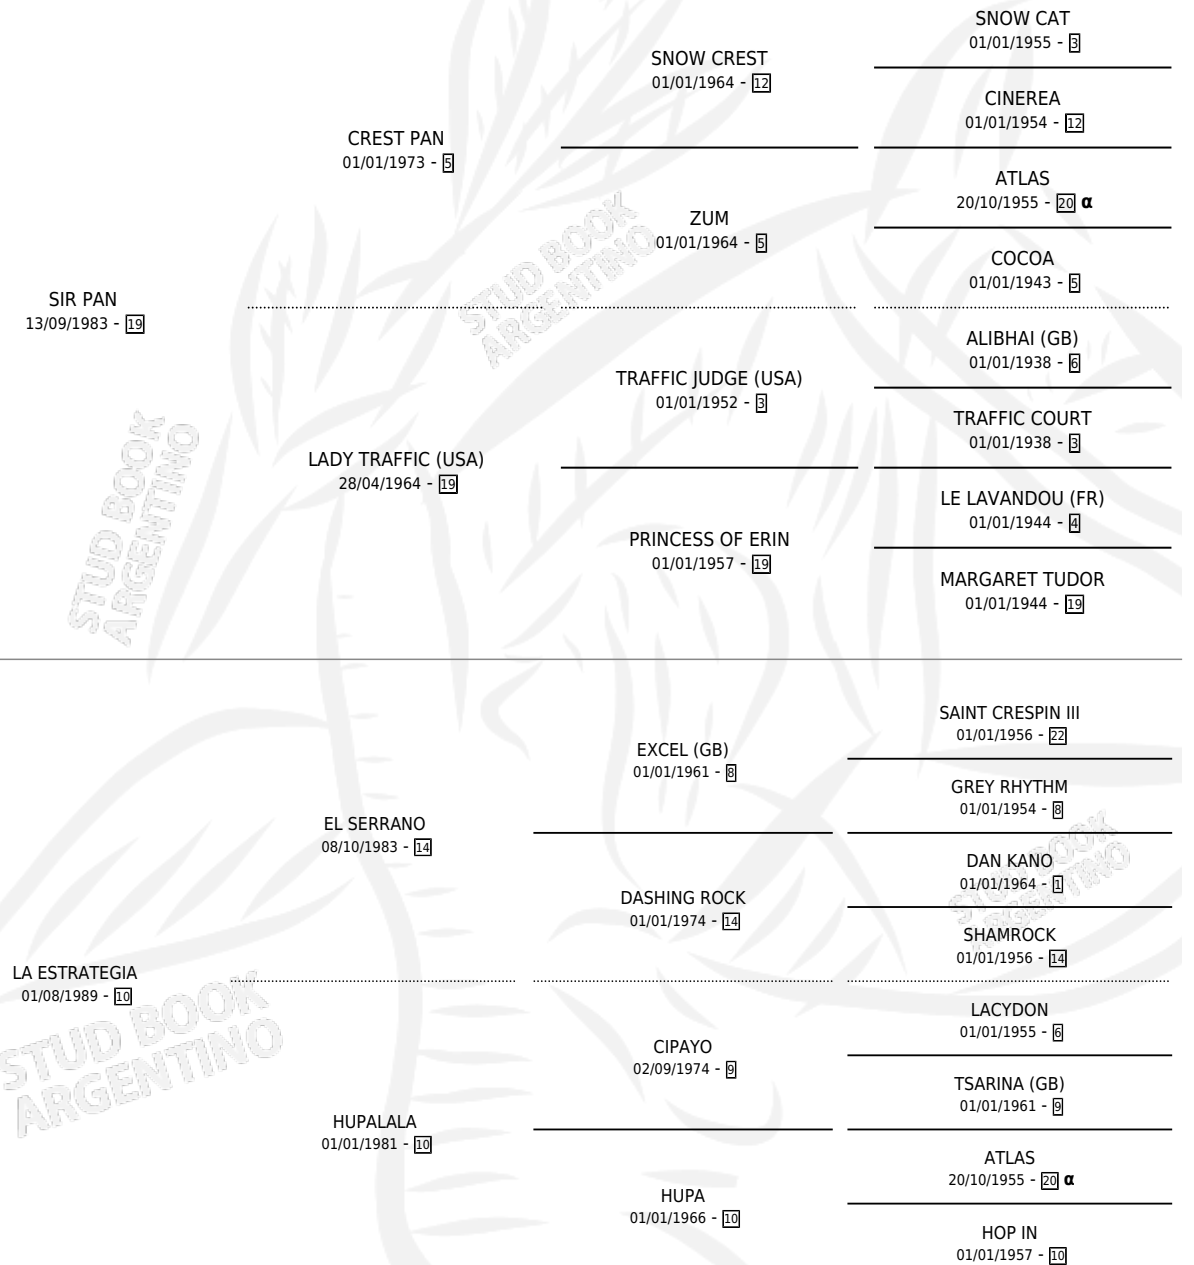 SNOW CAT
01/01/1955 - 3
SNOW CREST
01/01/1964 - 12
CINEREA
01/01/1954 - 12
CREST PAN
01/01/1973 - 5
ATLAS
20/10/1955 - 20 α
ZUM
01/01/1964 - 5
COCOA
01/01/1943 - 5
SIR PAN
13/09/1983 - 19
ALIBHAI (GB)
01/01/1938 - 6
TRAFFIC JUDGE (USA)
01/01/1952 - 3
TRAFFIC COURT
01/01/1938 - 3
LADY TRAFFIC (USA)
28/04/1964 - 19
LE LAVANDOU (FR)
01/01/1944 - 4
PRINCESS OF ERIN
01/01/1957 - 19
MARGARET TUDOR
01/01/1944 - 19
STUD BOOK
ARGENTINO
STUD BOOK
ARGENTINO
SAINT CRESPIN III
01/01/1956 - 22
EXCEL (GB)
01/01/1961 - 8
GREY RHYTHM
01/01/1954 - 8
EL SERRANO
08/10/1983 - 14
DAN KANO
01/01/1964 - 1
DASHING ROCK
01/01/1974 - 14
SHAMROCK
01/01/1956 - 14
LA ESTRATEGIA
01/08/1989 - 10
LACYDON
01/01/1955 - 6
CIPAYO
02/09/1974 - 9
TSARINA (GB)
01/01/1961 - 9
HUPALALA
01/01/1981 - 10
ATLAS
20/10/1955 - 20 α
HUPA
01/01/1966 - 10
HOP IN
01/01/1957 - 10
STUD BOOK
ARGENTINO
STUD BOOK
ARGENTINO